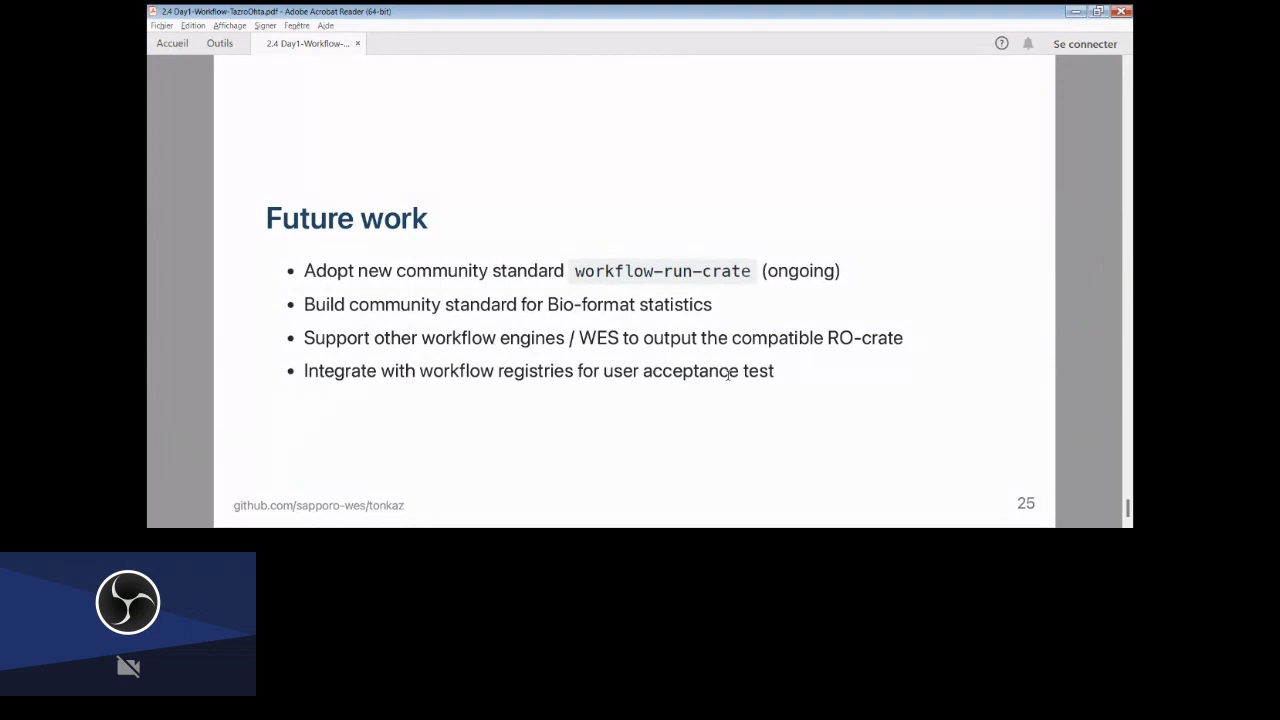 2.4 Day1-Workflow-TazroOhta.pdf - Adobe Acrobat Reader (64-bit)
Fichier Edition Affichage Signer Fenêtre Aide
Accueil Outils 2.4 Day1-Workflow-... × Se connecter
Future work
• Adopt new community standard workflow-run-crate (ongoing)
• Build community standard for Bio-format statistics
• Support other workflow engines / WES to output the compatible RO-crate
• Integrate with workflow registries for user acceptance test
github.com/sapporo-wes/tonkaz 25